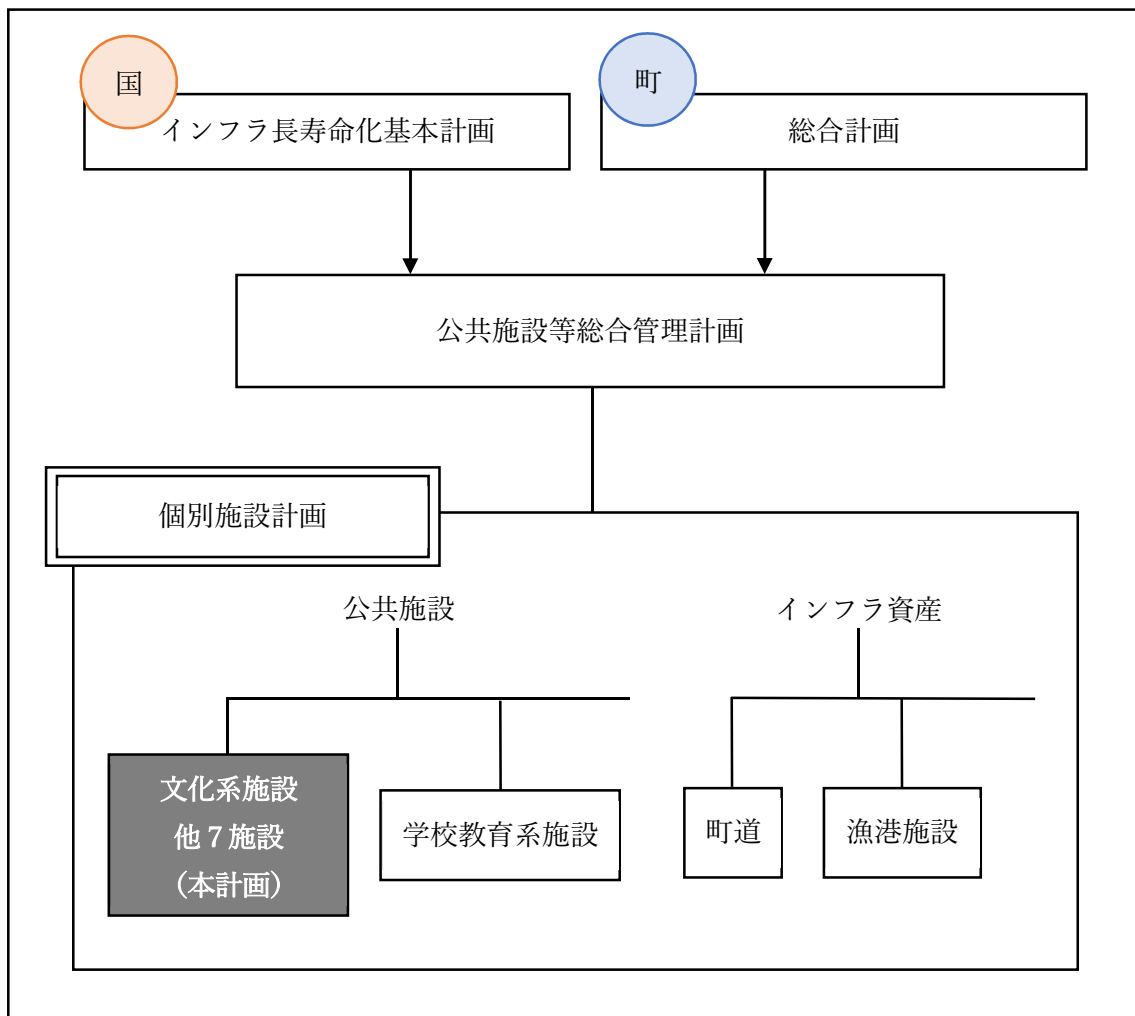 国
インフラ長寿命化基本計画
町
総合計画
公共施設等総合管理計画
個別施設計画
公共施設
インフラ資産
文化系施設
他７施設
（本計画）
学校教育系施設
町道
漁港施設